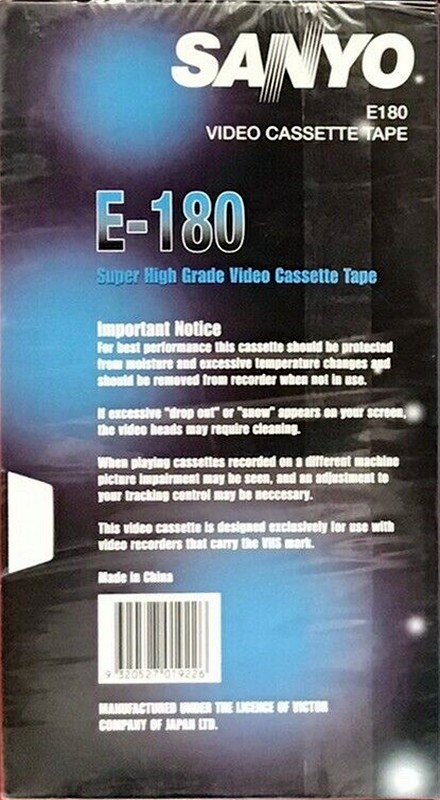 SANYO
E180
VIDEO CASSETTE TAPE
E-180
Super High Grade Video Cassette Tape
Important Notice
For best performance this cassette should be protected
from moisture and excessive temperature changes and
should be removed from recorder when not in use.
If excessive "drop out" or "snow" appears on your screen,
the video heads may require cleaning.
When playing cassettes recorded on a different machine
picture impairment may be seen, and an adjustment to
your tracking control may be neccesary.
This video cassette is designed exclusively for use with
video recorders that carry the VHS mark.
Made in China
9 320527 019226
MANUFACTURED UNDER THE LICENCE OF VICTOR
COMPANY OF JAPAN LTD.